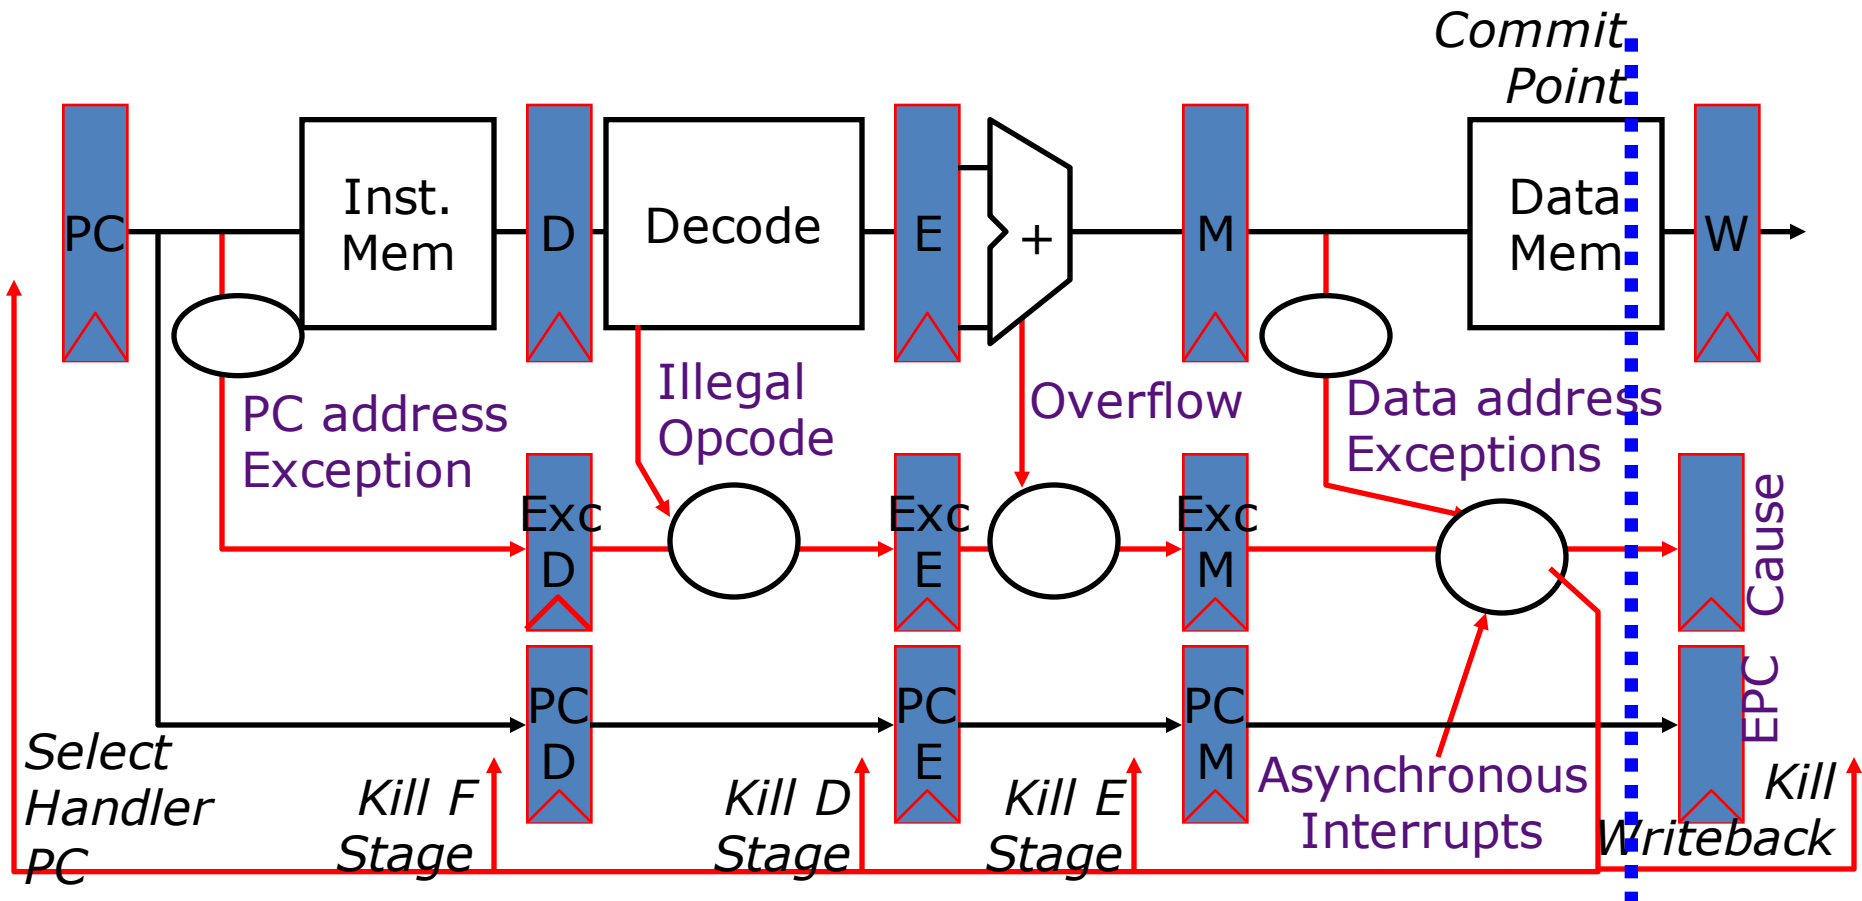 Commit
Point
PC
Inst.
Mem
D
Decode
E
+
M
Data
Mem
W
PC address
Exception
Illegal
Opcode
Overflow
Data address
Exceptions
Exc
D
Exc
E
Exc
M
Cause
PC
D
PC
E
PC
M
EPC
Select
Handler
PC
Kill F
Stage
Kill D
Stage
Kill E
Stage
Asynchronous
Interrupts
Kill
Writeback